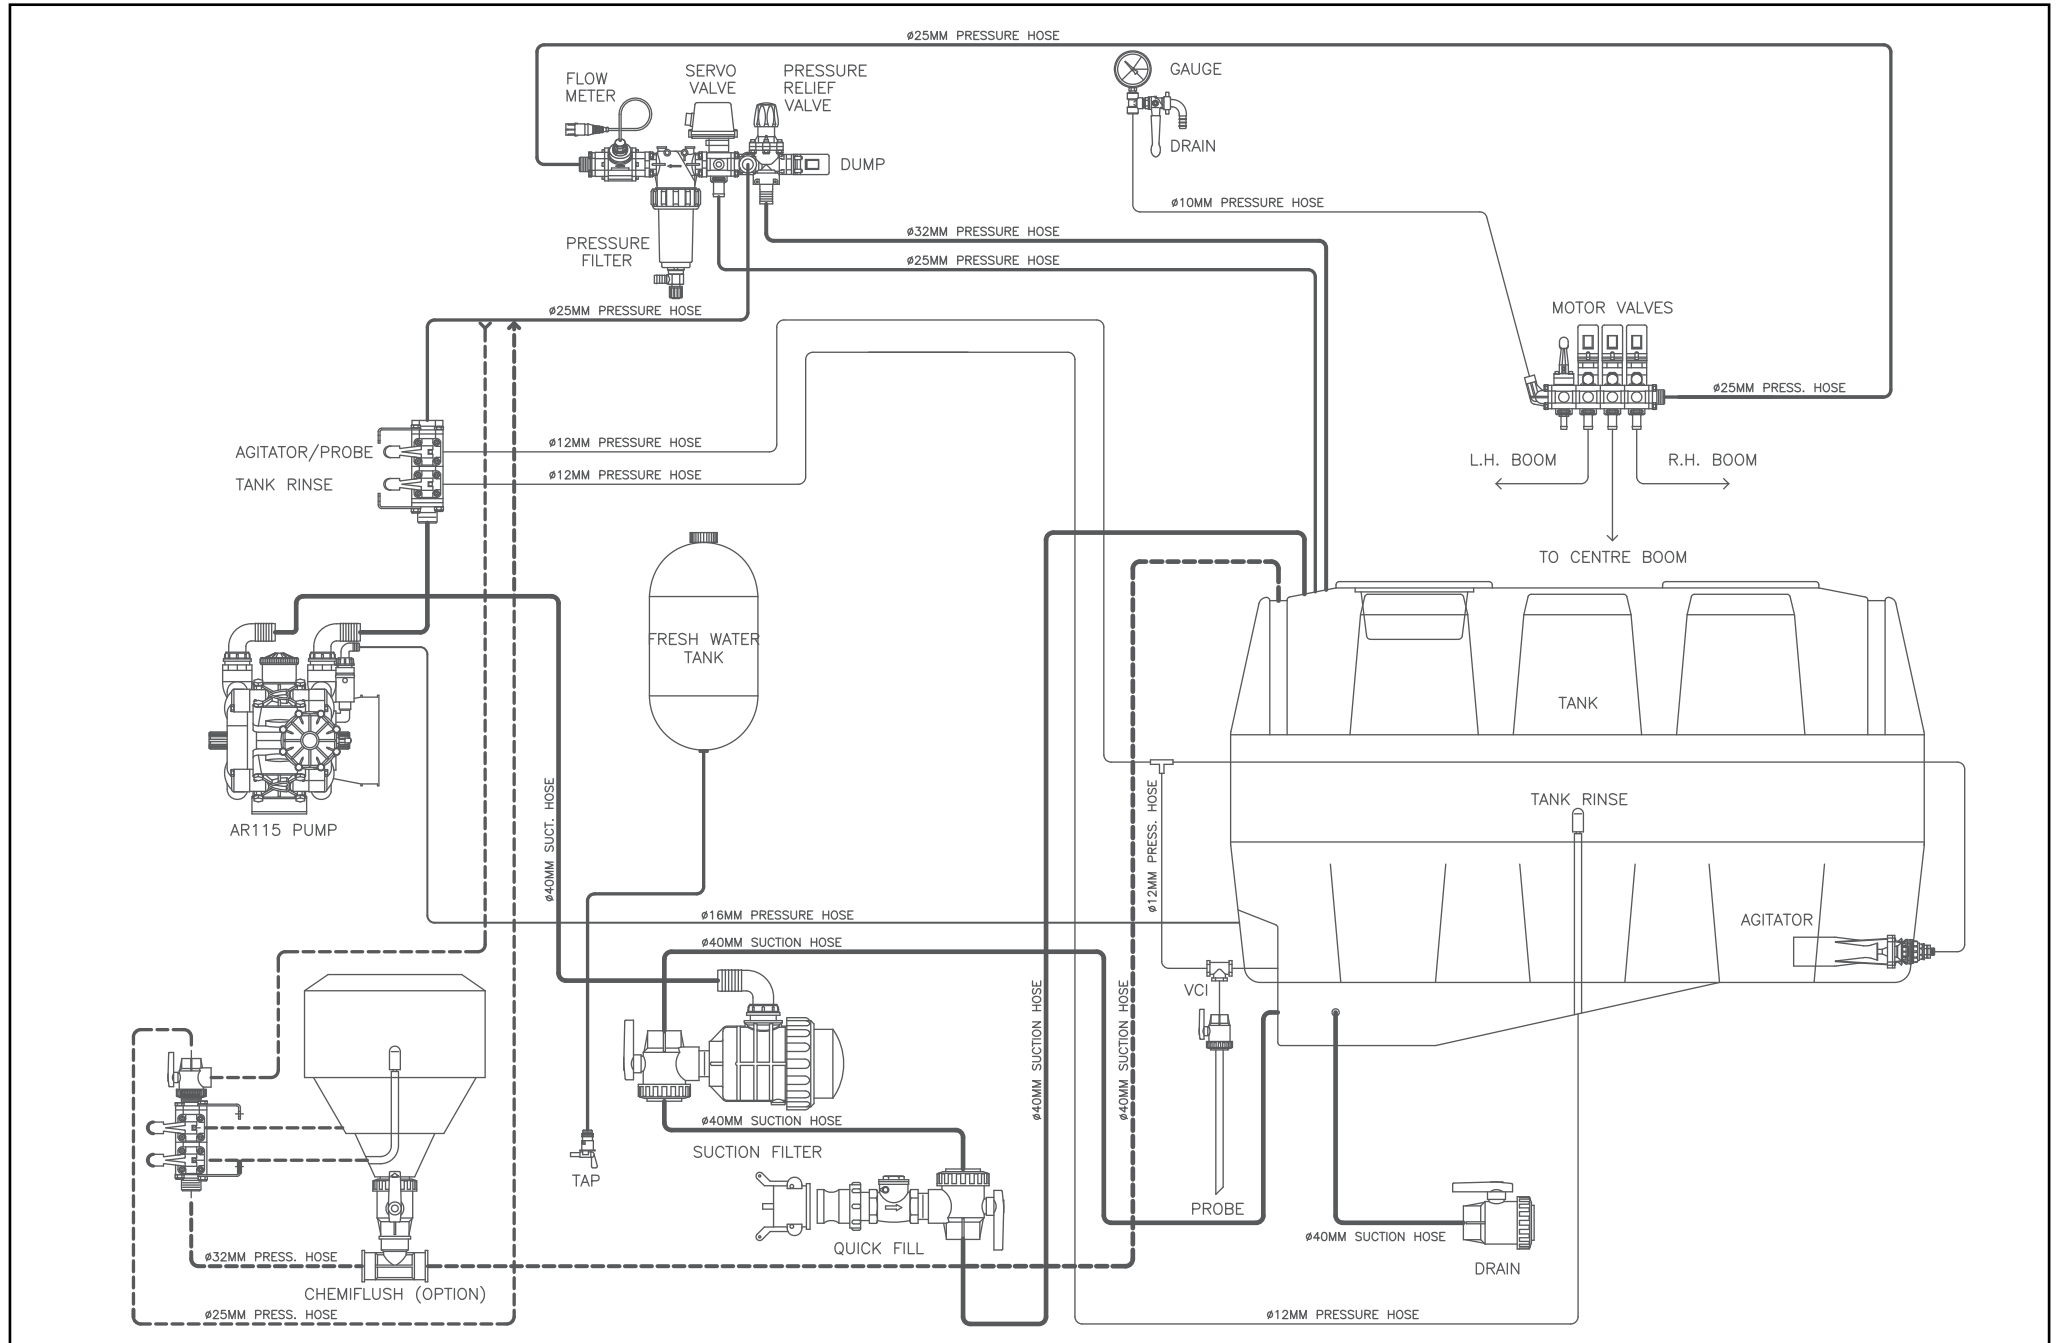 ø25MM PRESSURE HOSE
FLOW
METER
SERVO
VALVE
PRESSURE
RELIEF
VALVE
GAUGE
DRAIN
DUMP
ø10MM PRESSURE HOSE
ø32MM PRESSURE HOSE
PRESSURE
FILTER
ø25MM PRESSURE HOSE
ø25MM PRESSURE HOSE
MOTOR VALVES
ø25MM PRESS. HOSE
AGITATOR/PROBE
ø12MM PRESSURE HOSE
TANK RINSE
ø12MM PRESSURE HOSE
L.H. BOOM
R.H. BOOM
TO CENTRE BOOM
FRESH WATER
TANK
TANK
AR115 PUMP
ø40MM SUCT. HOSE
TANK RINSE
ø12MM PRESS. HOSE
ø16MM PRESSURE HOSE
AGITATOR
ø40MM SUCTION HOSE
VCI
ø40MM SUCTION HOSE
ø40MM SUCTION HOSE
ø40MM SUCTION HOSE
SUCTION FILTER
TAP
PROBE
QUICK FILL
ø40MM SUCTION HOSE
DRAIN
ø32MM PRESS. HOSE
CHEMIFLUSH (OPTION)
ø25MM PRESS. HOSE
ø12MM PRESSURE HOSE